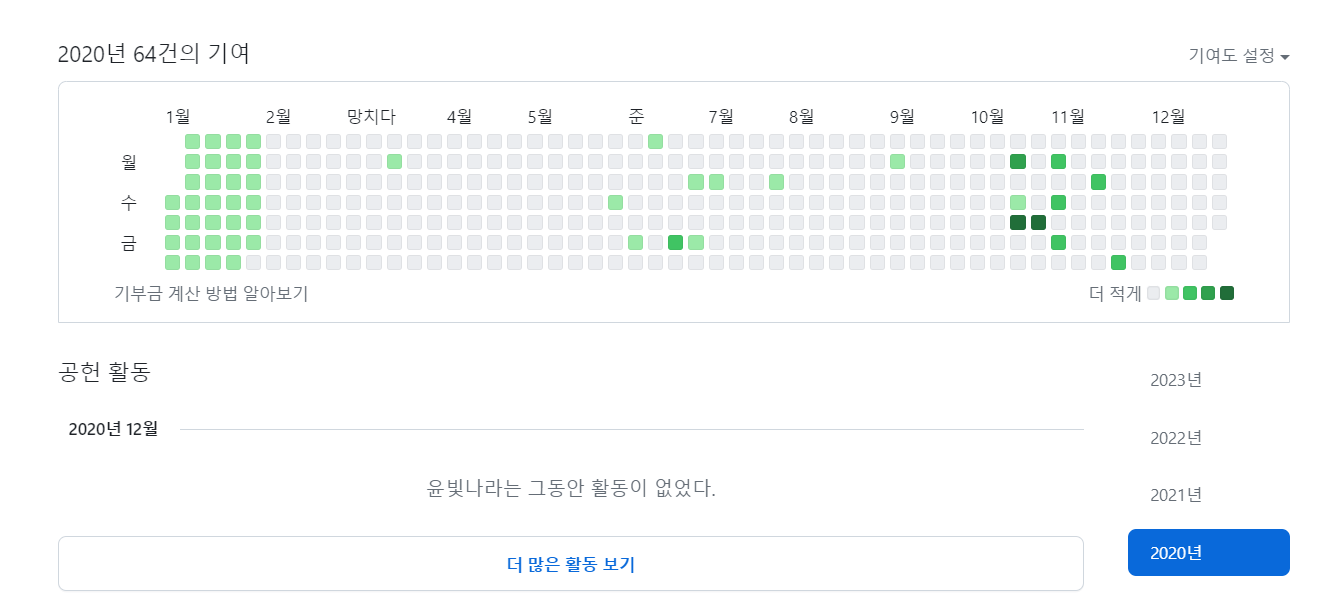 2020년 64건의 기여
기여도 설정
1월 2월 망치다 4월 5월 준 7월 8월 9월 10월 11월 12월
월
수
금
기부금 계산 방법 알아보기
더 적게
공헌 활동
2023년
2020년 12월
2022년
윤빛나라는 그동안 활동이 없었다.
2021년
2020년
더 많은 활동 보기